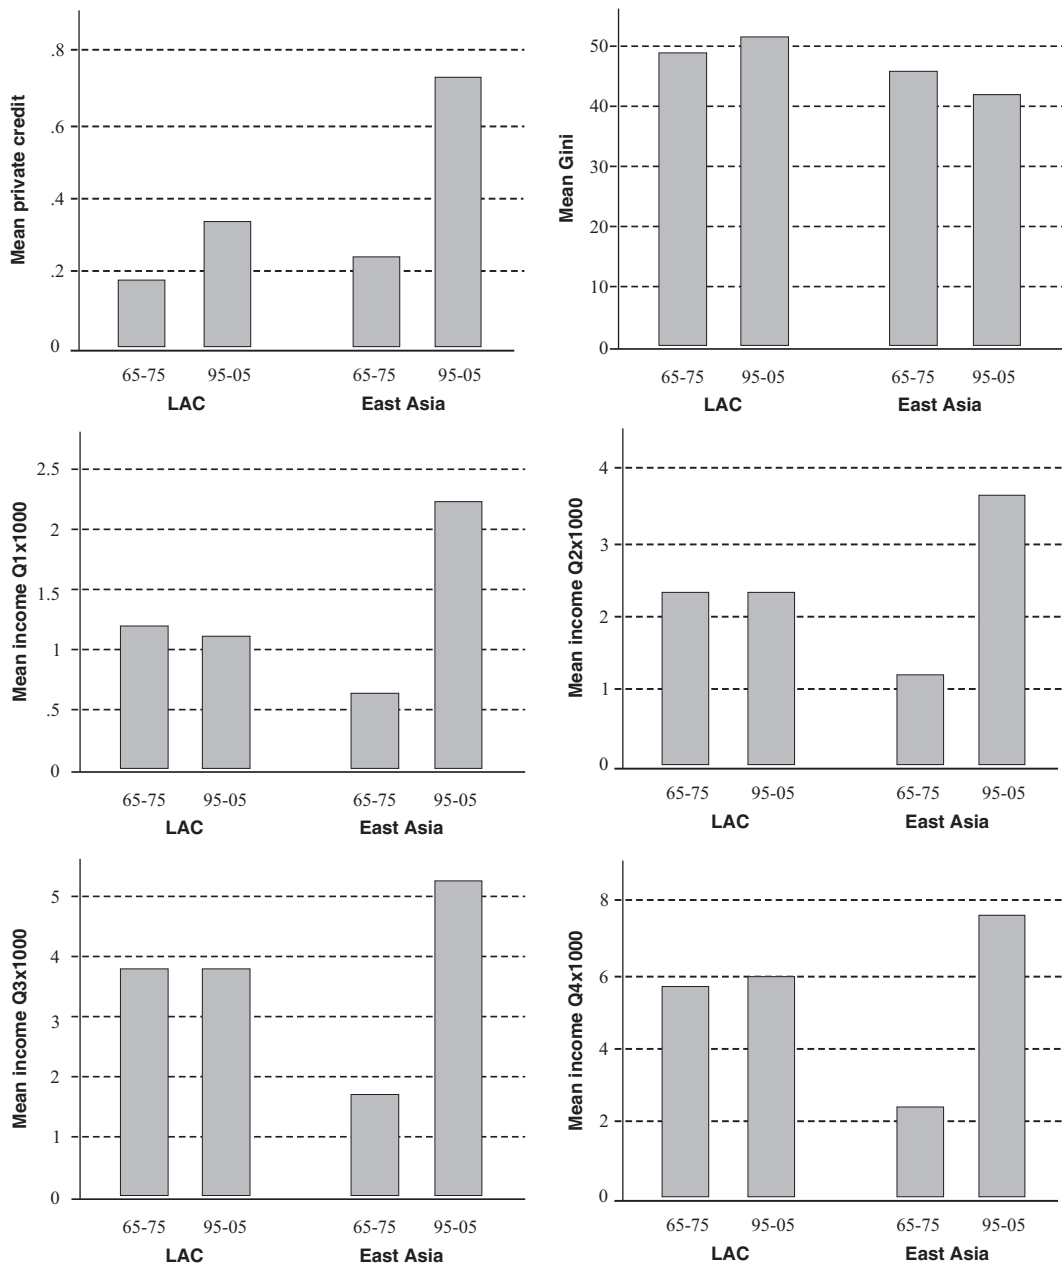 Mean private credit
.8
.6
.4
.2
0
65-75 95-05 65-75 95-05
LAC East Asia
Mean Gini
50
40
30
20
10
0
65-75 95-05 65-75 95-05
LAC East Asia
Mean income Q1x1000
2.5
2
1.5
1
.5
0
65-75 95-05 65-75 95-05
LAC East Asia
Mean income Q2x1000
4
3
2
1
0
65-75 95-05 65-75 95-05
LAC East Asia
Mean income Q3x1000
5
4
3
2
1
0
65-75 95-05 65-75 95-05
LAC East Asia
Mean income Q4x1000
8
6
4
2
0
65-75 95-05 65-75 95-05
LAC East Asia